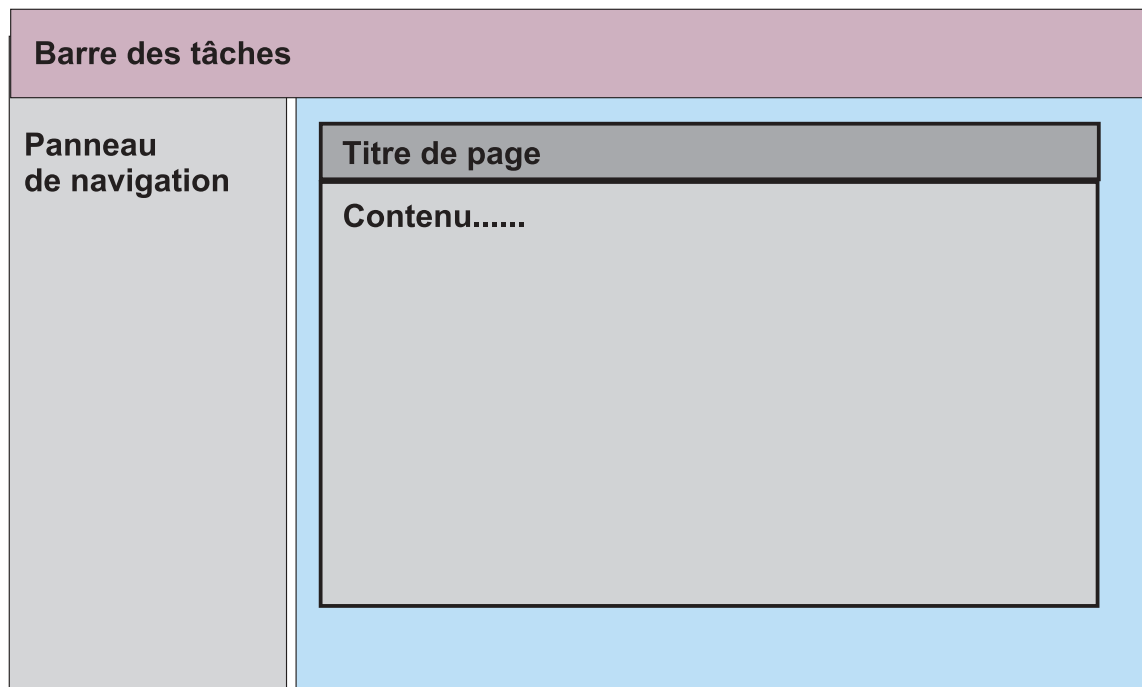 Barre des tâches
Panneau
de navigation
Titre de page
Contenu......